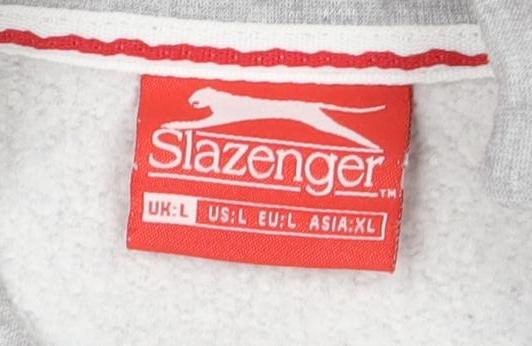 Slazenger™
UK:L US:L EU:L ASIA:XL